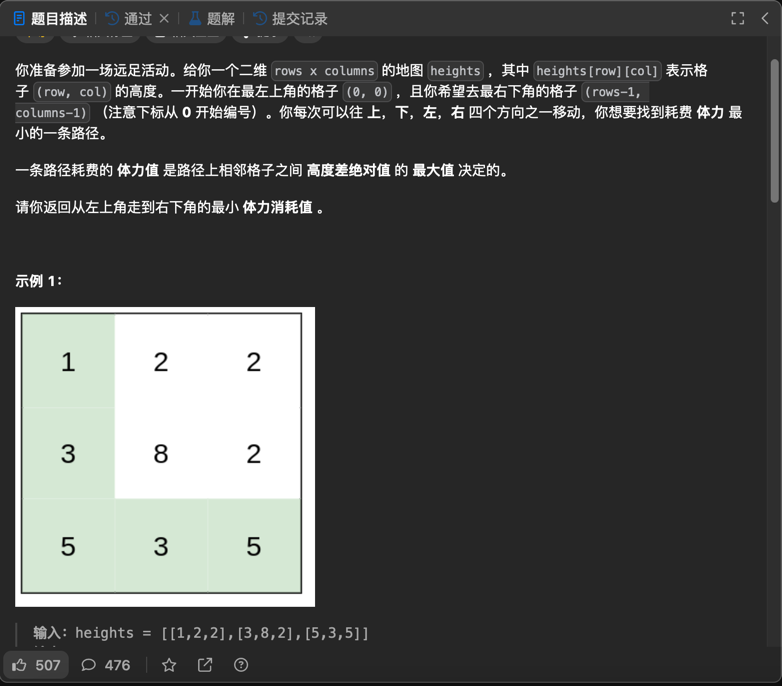 题目描述 通过 题解 提交记录
你准备参加一场远足活动。给你一个二维 rows x columns 的地图 heights ，其中 heights[row][col] 表示格
子 (row, col) 的高度。一开始你在最左上角的格子 (0, 0) ，且你希望去最右下角的格子 (rows-1,
columns-1) （注意下标从 0 开始编号）。你每次可以往 上，下，左，右 四个方向之一移动，你想要找到耗费 体力 最
小的一条路径。
一条路径耗费的 体力值 是路径上相邻格子之间 高度差绝对值 的 最大值 决定的。
请你返回从左上角走到右下角的最小 体力消耗值 。
示例 1：
1 2 2
3 8 2
5 3 5
输入：heights = [[1,2,2],[3,8,2],[5,3,5]]
507 476